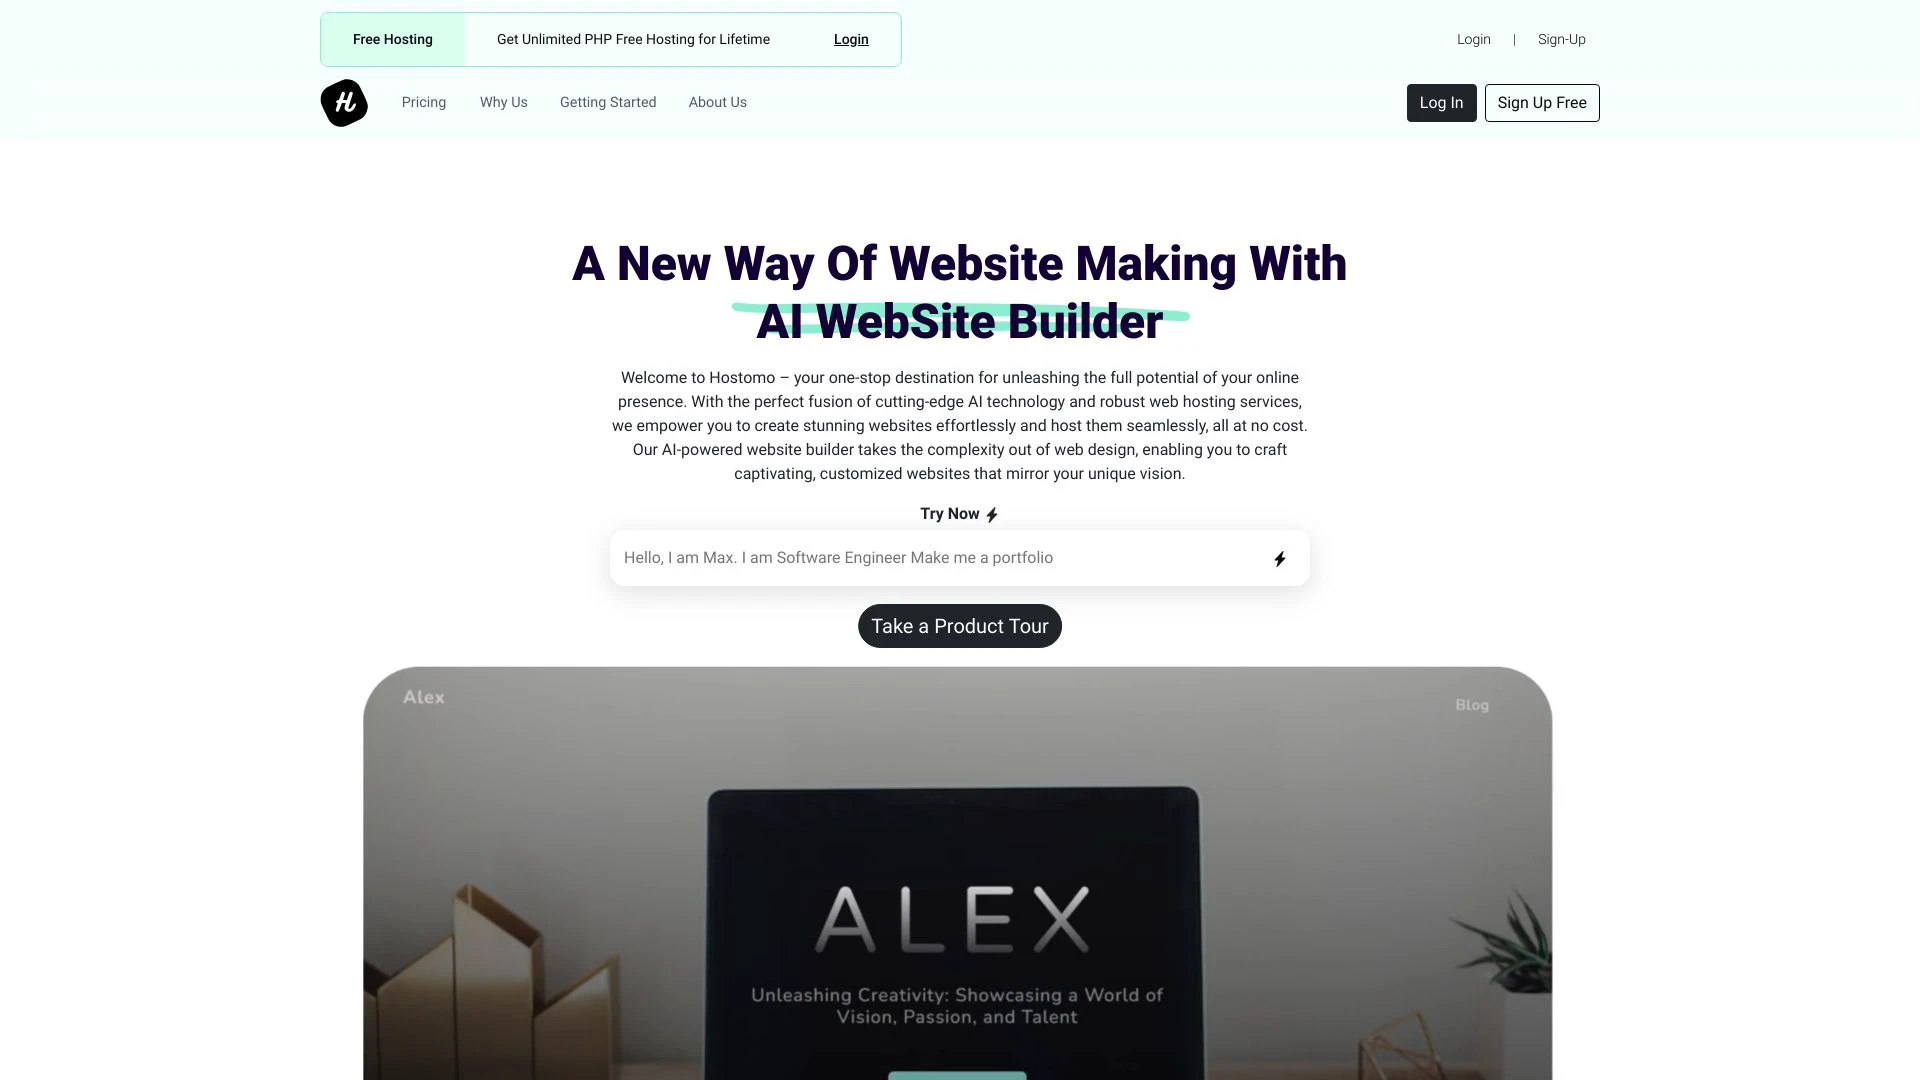 Free Hosting
Get Unlimited PHP Free Hosting for Lifetime
Login
Login | Sign-Up
H
Pricing
Why Us
Getting Started
About Us
Log In
Sign Up Free
A New Way Of Website Making With
AI WebSite Builder
Welcome to Hostomo – your one-stop destination for unleashing the full potential of your online
presence. With the perfect fusion of cutting-edge AI technology and robust web hosting services,
we empower you to create stunning websites effortlessly and host them seamlessly, all at no cost.
Our AI-powered website builder takes the complexity out of web design, enabling you to craft
captivating, customized websites that mirror your unique vision.
Try Now
Hello, I am Max. I am Software Engineer Make me a portfolio
Take a Product Tour
Alex
Blog
ALEX
Unleashing Creativity: Showcasing a World of
Vision, Passion, and Talent